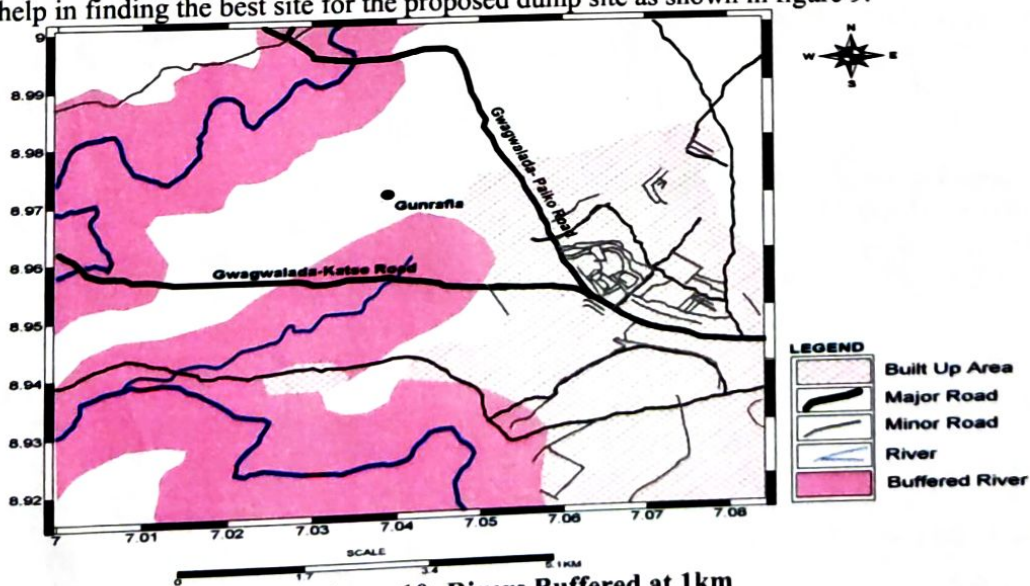 help in finding the best site for the proposed dump site as shown in figure 9.
N
W E
S
9
8.99
8.98
8.97
8.96
8.95
8.94
8.93
8.92
Gwagwalada-Paiko Road
Gunrafia
Gwagwalada-Katso Road
LEGEND
Built Up Area
Major Road
Minor Road
River
Buffered River
7 7.01 7.02 7.03 7.04 7.05 7.06 7.07 7.08
SCALE
0 1.7 3.4 5.1KM
10: Rivers Buffered at 1km